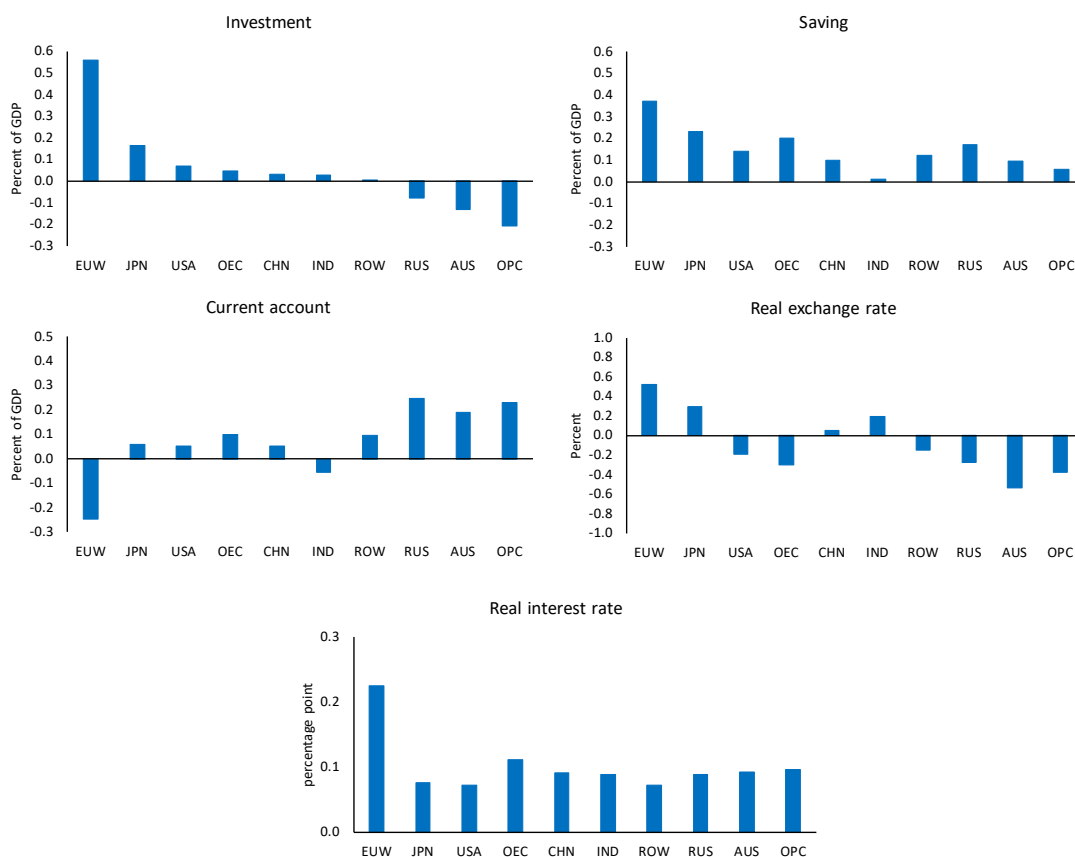 Investment
Percent of GDP
0.6
0.5
0.4
0.3
0.2
0.1
0.0
-0.1
-0.2
-0.3
EUW JPN USA OEC CHN IND ROW RUS AUS OPC
Saving
Percent of GDP
0.6
0.5
0.4
0.3
0.2
0.1
0.0
-0.1
-0.2
-0.3
EUW JPN USA OEC CHN IND ROW RUS AUS OPC
Current account
Percent of GDP
0.5
0.4
0.3
0.2
0.1
0.0
-0.1
-0.2
-0.3
EUW JPN USA OEC CHN IND ROW RUS AUS OPC
Real exchange rate
Percent
1.0
0.8
0.6
0.4
0.2
0.0
-0.2
-0.4
-0.6
-0.8
-1.0
EUW JPN USA OEC CHN IND ROW RUS AUS OPC
Real interest rate
percentage point
0.3
0.2
0.1
0.0
EUW JPN USA OEC CHN IND ROW RUS AUS OPC